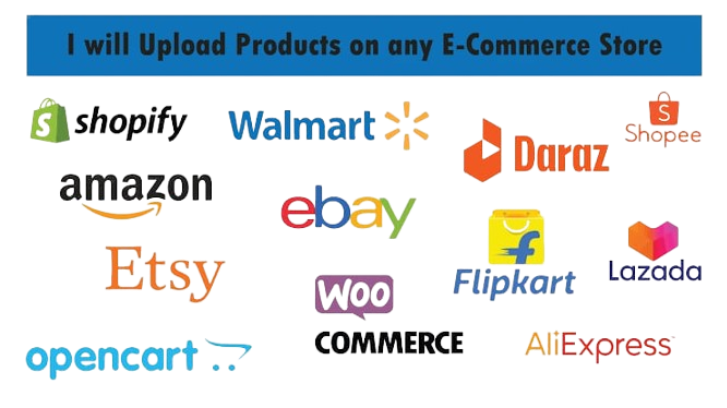 I will Upload Products on any E-Commerce Store
shopify
Walmart
Daraz
S
Shopee
amazon
ebay
Etsy
f
Flipkart
Lazada
WOO
COMMERCE
opencart
AliExpress